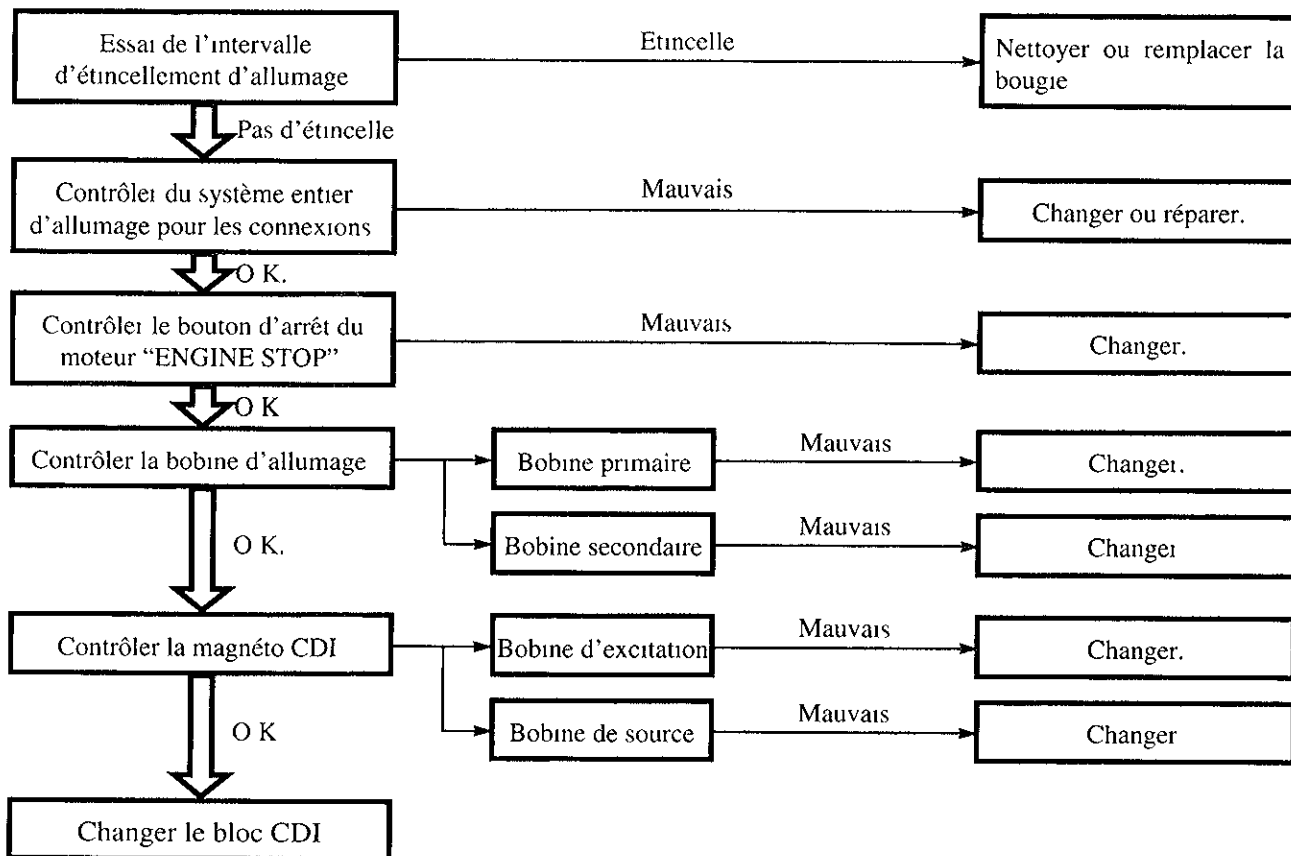 Essai de l'intervalle
d'étincellement d'allumage
Etincelle
Nettoyer ou remplacer la
bougie
Pas d'étincelle
Contrôler du système entier
d'allumage pour les connexions
Mauvais
Changer ou réparer.
O K.
Contrôler le bouton d'arrêt du
moteur “ENGINE STOP”
Mauvais
Changer.
O K
Contrôler la bobine d'allumage
Bobine primaire
Mauvais
Changer.
Bobine secondaire
Mauvais
Changer
O K.
Contrôler la magnéto CDI
Bobine d'excitation
Mauvais
Changer.
Bobine de source
Mauvais
Changer
O K
Changer le bloc CDI